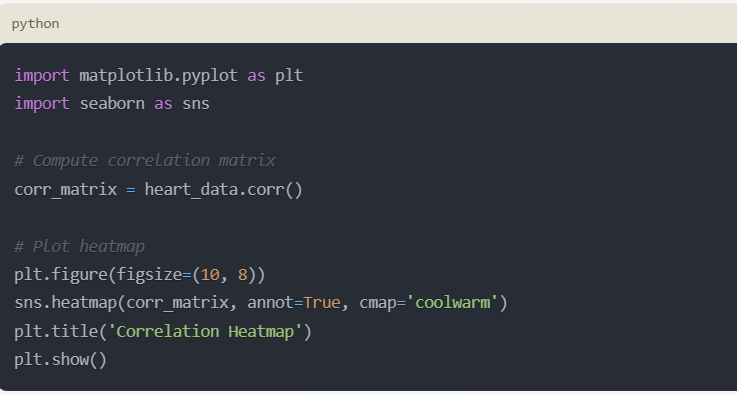 python
import matplotlib.pyplot as plt
import seaborn as sns
# Compute correlation matrix
corr_matrix = heart_data.corr()
# Plot heatmap
plt.figure(figsize=(10, 8))
sns.heatmap(corr_matrix, annot=True, cmap='coolwarm')
plt.title('Correlation Heatmap')
plt.show()